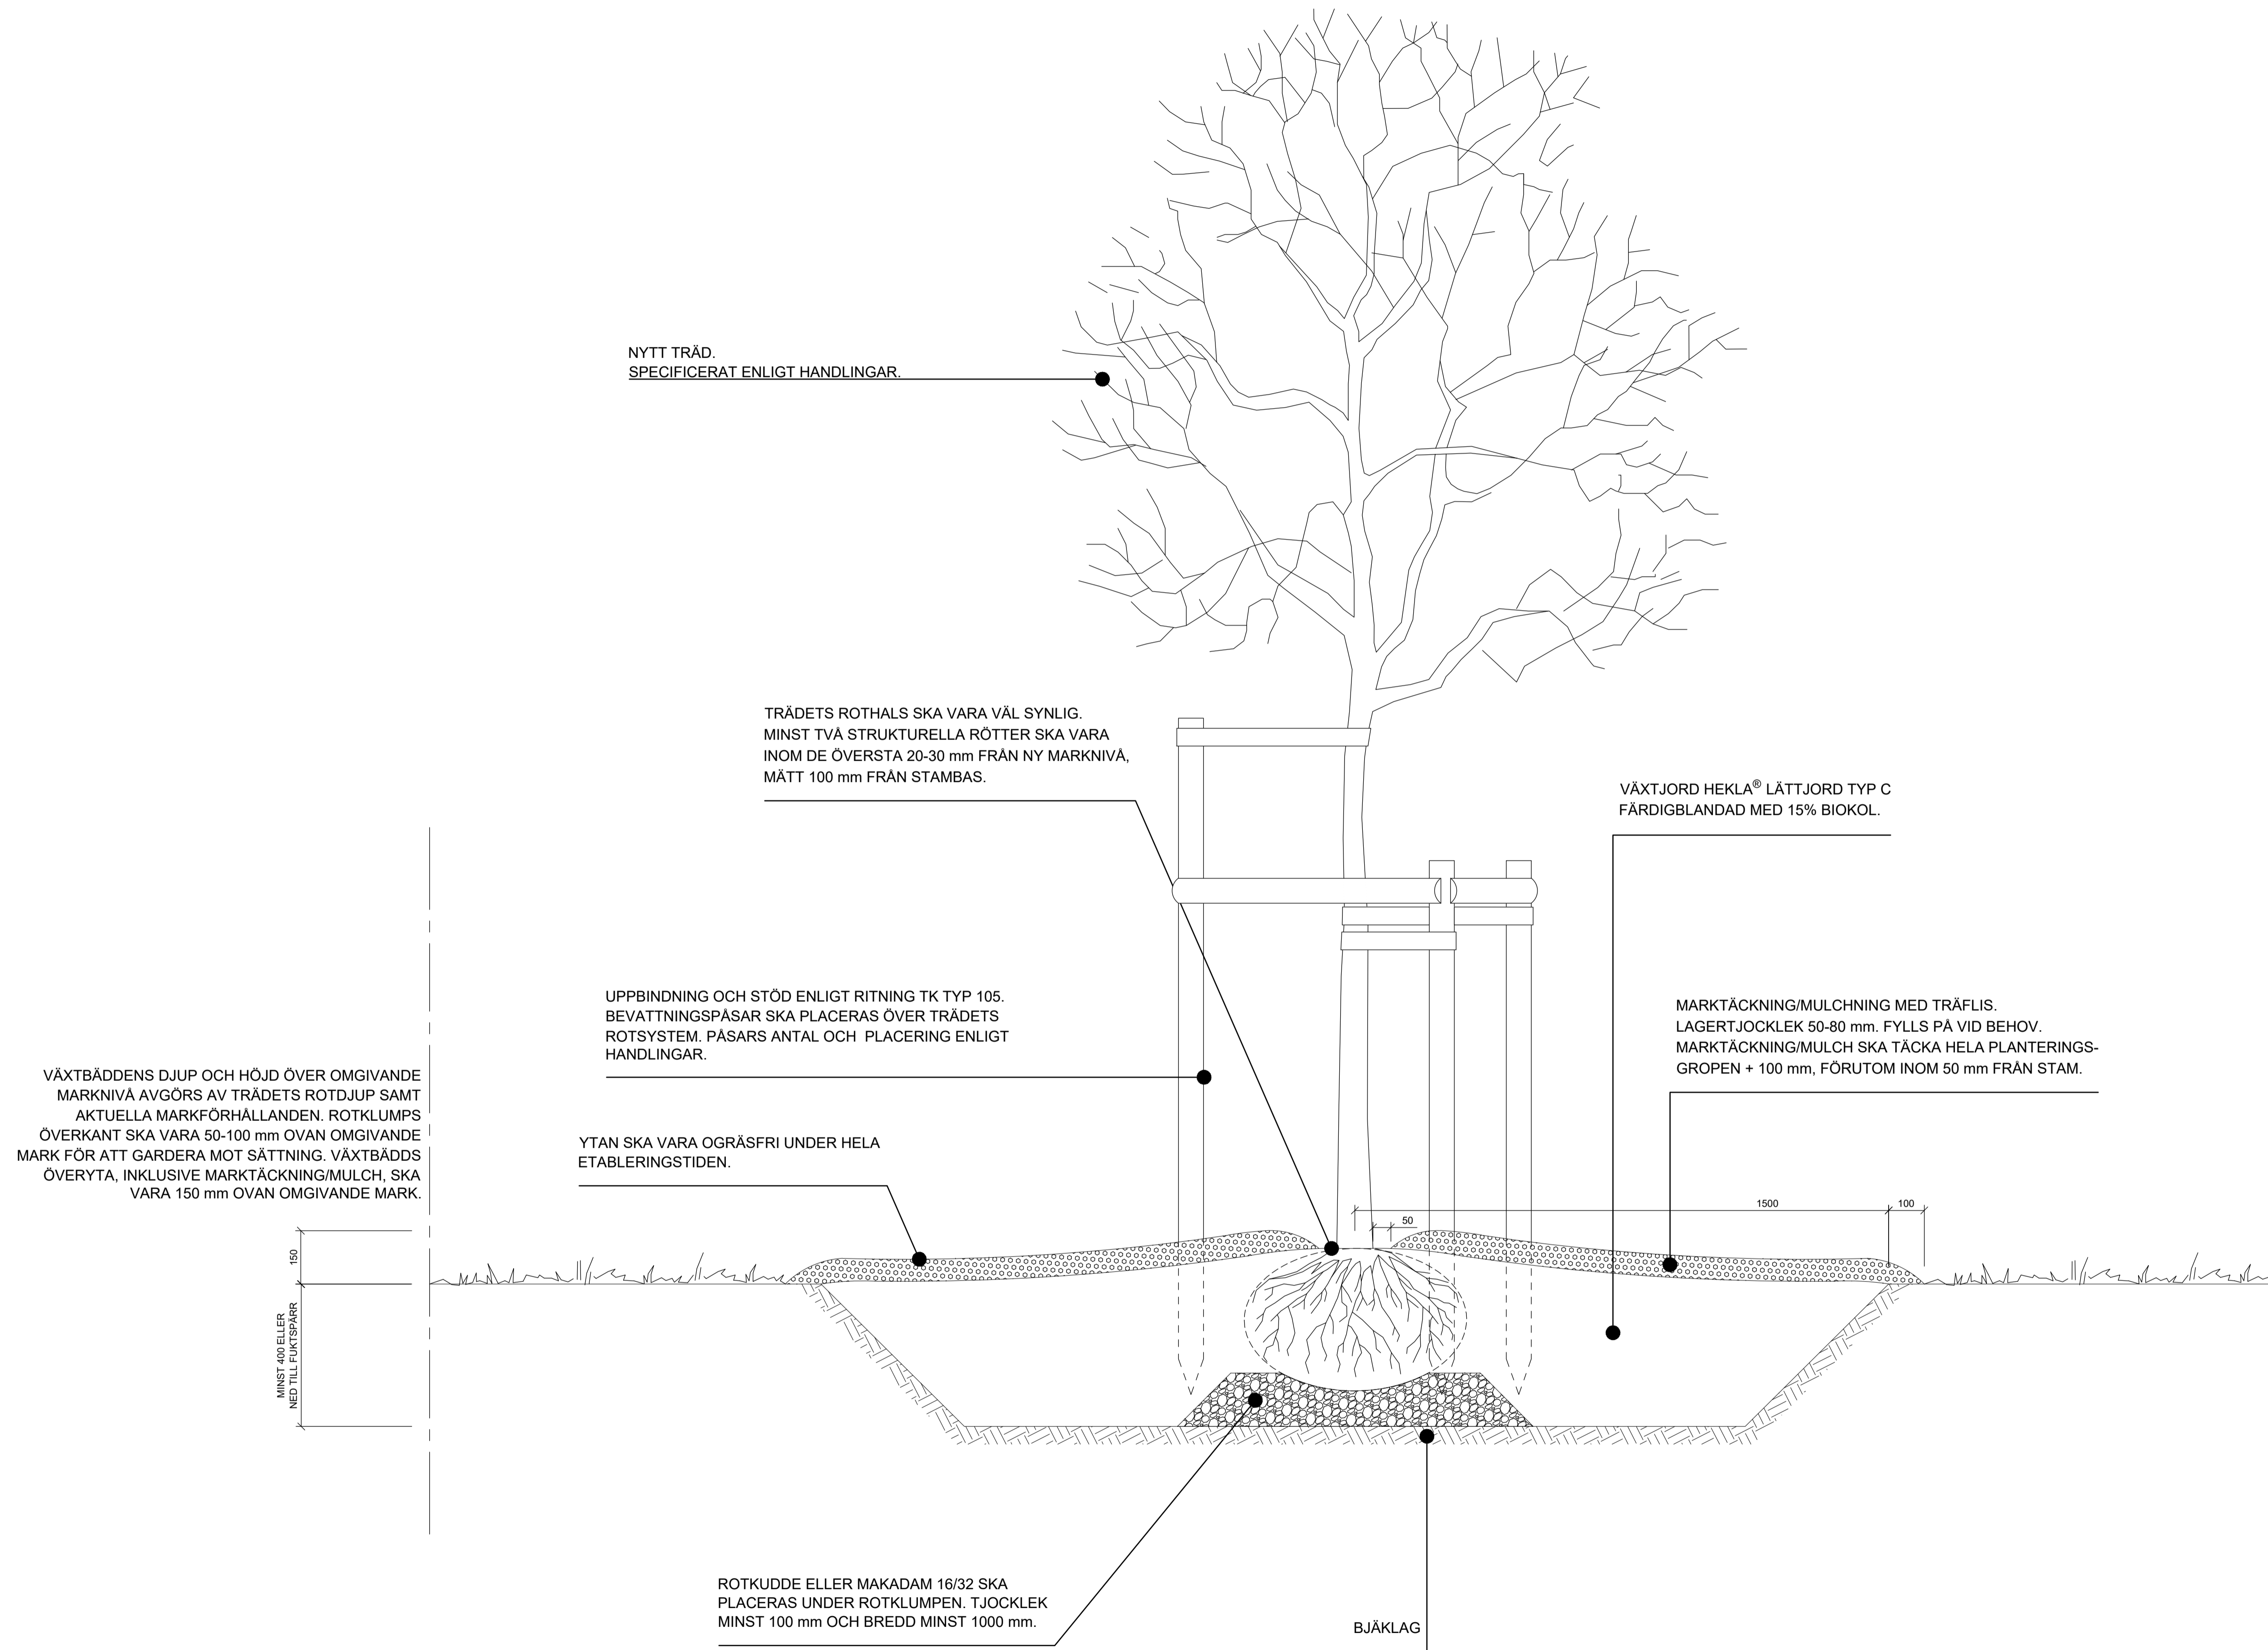 NYTT TRÄD.
SPECIFICERAT ENLIGT HANDLINGAR.
TRÄDETS ROTHALS SKA VARA VÄL SYNLIG.
MINST TVÅ STRUKTURELLA RÖTTER SKA VARA
INOM DE ÖVERSTA 20-30 mm FRÅN NY MARKNIVÅ,
MÄTT 100 mm FRÅN STAMBAS.
VÄXTJORD HEKLA® LÄTTJORD TYP C
FÄRDIGBLANDAD MED 15% BIOKOL.
UPPBINDNING OCH STÖD ENLIGT RITNING TK TYP 105.
BEVATTNINGSPÅSAR SKA PLACERAS ÖVER TRÄDETS
ROTSYSTEM. PÅSARS ANTAL OCH PLACERING ENLIGT
HANDLINGAR.
MARKTÄCKNING/MULCHNING MED TRÄFLIS.
LAGERTJOCKLEK 50-80 mm. FYLLS PÅ VID BEHOV.
MARKTÄCKNING/MULCH SKA TÄCKA HELA PLANTERINGS-
GROPEN + 100 mm, FÖRUTOM INOM 50 mm FRÅN STAM.
VÄXTBÄDDENS DJUP OCH HÖJD ÖVER OMGIVANDE
MARKNIVÅ AVGÖRS AV TRÄDETS ROTDJUP SAMT
AKTUELLA MARKFÖRHÅLLANDEN. ROTKLUMPS
ÖVERKANT SKA VARA 50-100 mm OVAN OMGIVANDE
MARK FÖR ATT GARDERA MOT SÄTTNING. VÄXTBÄDDS
ÖVERYTA, INKLUSIVE MARKTÄCKNING/MULCH, SKA
VARA 150 mm OVAN OMGIVANDE MARK.
YTAN SKA VARA OGRÄSFRI UNDER HELA
ETABLERINGSTIDEN.
1500
100
50
150
MINST 400 ELLER
NED TILL FUKTSPÄRR
ROTKUDDE ELLER MAKADAM 16/32 SKA
PLACERAS UNDER ROTKLUMPEN. TJOCKLEK
MINST 100 mm OCH BREDD MINST 1000 mm.
BJÄKLAG